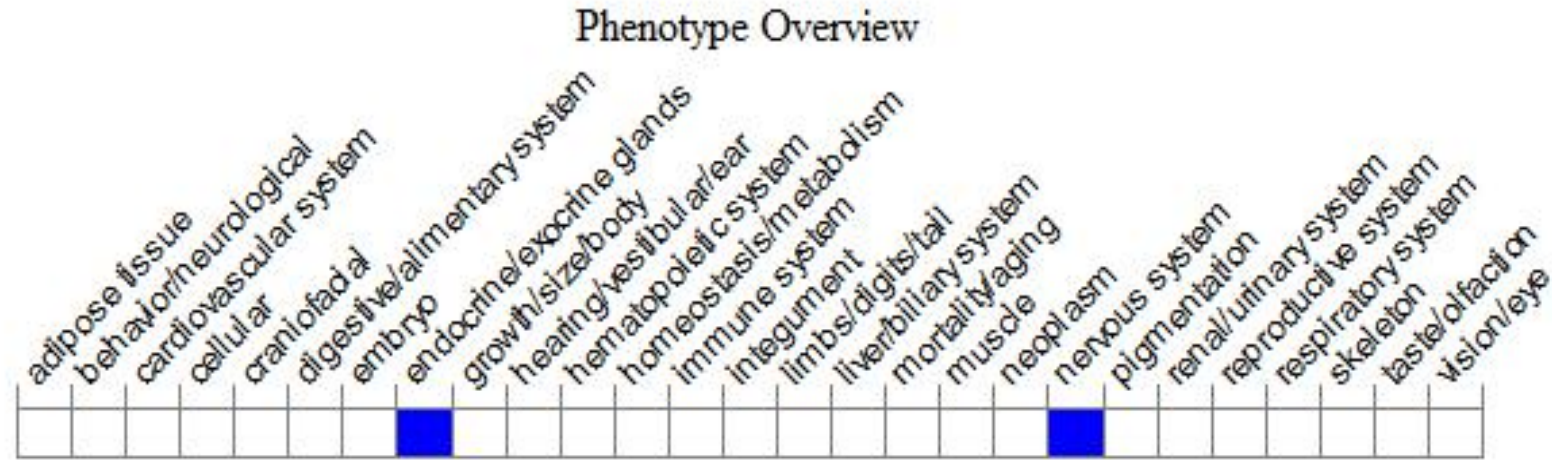 Phenotype Overview
adipose tissue
behavior/neurological
cardiovascular system
cellular
craniofacial
digestive/alimentary system
embryo
endocrine/exocrine glands
growth/size/body
hearing/vestibular/ear
hematopoietic system
homeostasis/metabolism
immune system
integument
limbs/digits/tail
liver/biliary system
mortality/aging
muscle
neoplasm
nervous system
pigmentation
renal/urinary system
reproductive system
respiratory system
skeleton
taste/olfaction
vision/eye